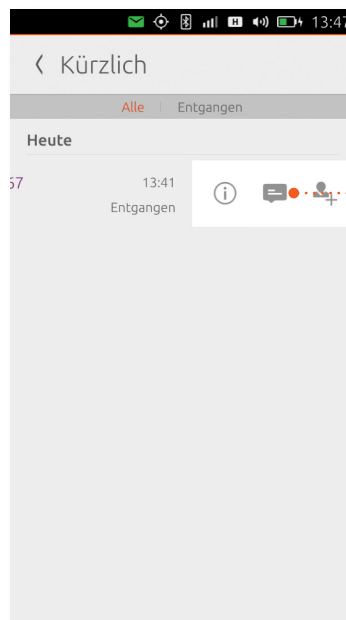 H 13:47
Kürzlich
Alle Entgangen
Heute
57 13:41
Entgangen